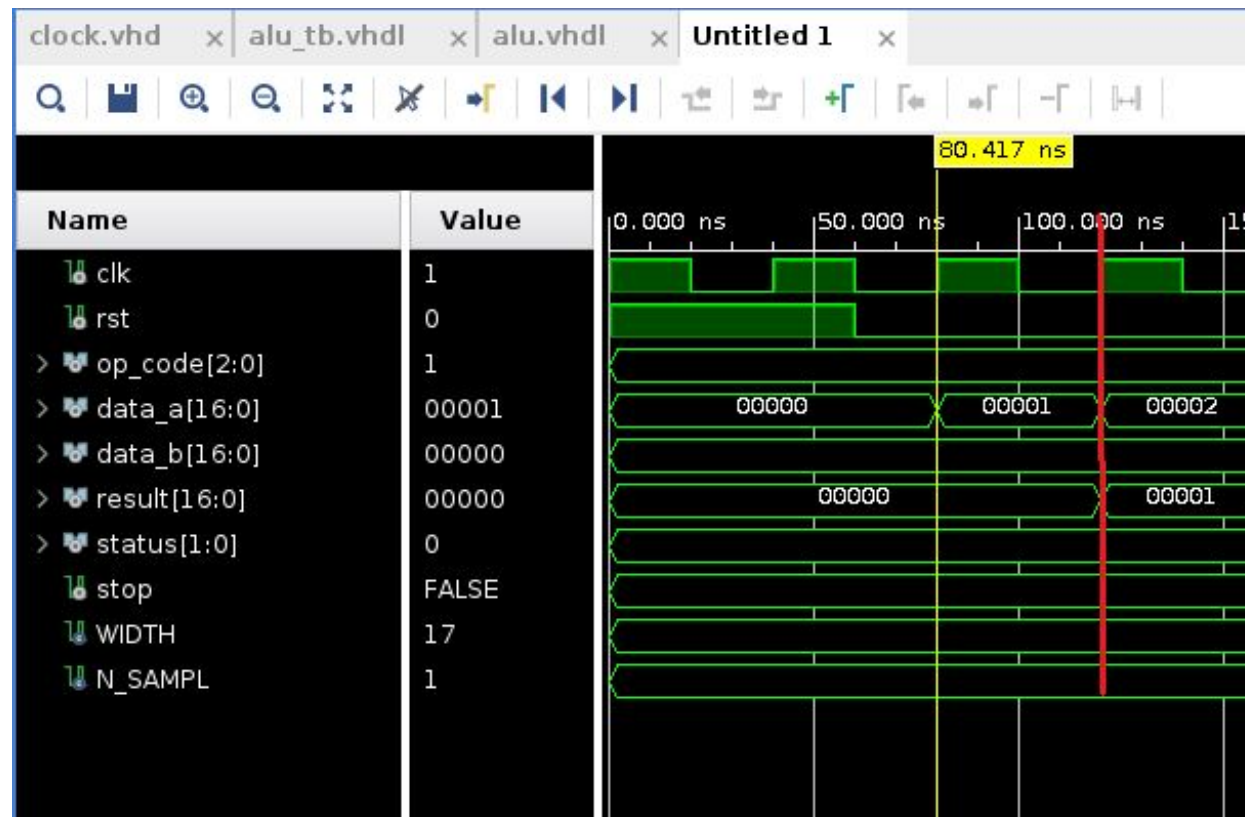 clock.vhd × alu_tb.vhdl × alu.vhdl × Untitled 1 ×
80.417 ns
Name Value 0.000 ns 50.000 ns 100.000 ns
clk 1
rst 0
op_code[2:0] 1
data_a[16:0] 00001 00000 00001 00002
data_b[16:0] 00000
result[16:0] 00000 00000 00001
status[1:0] 0
stop FALSE
WIDTH 17
N_SAMPL 1